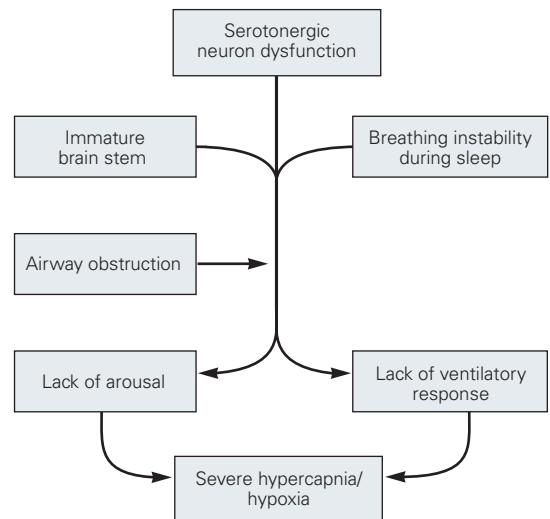 Serotonergic
neuron dysfunction
Immature
brain stem
Breathing instability
during sleep
Airway obstruction
Lack of arousal
Lack of ventilatory
response
Severe hypercapnia/
hypoxia